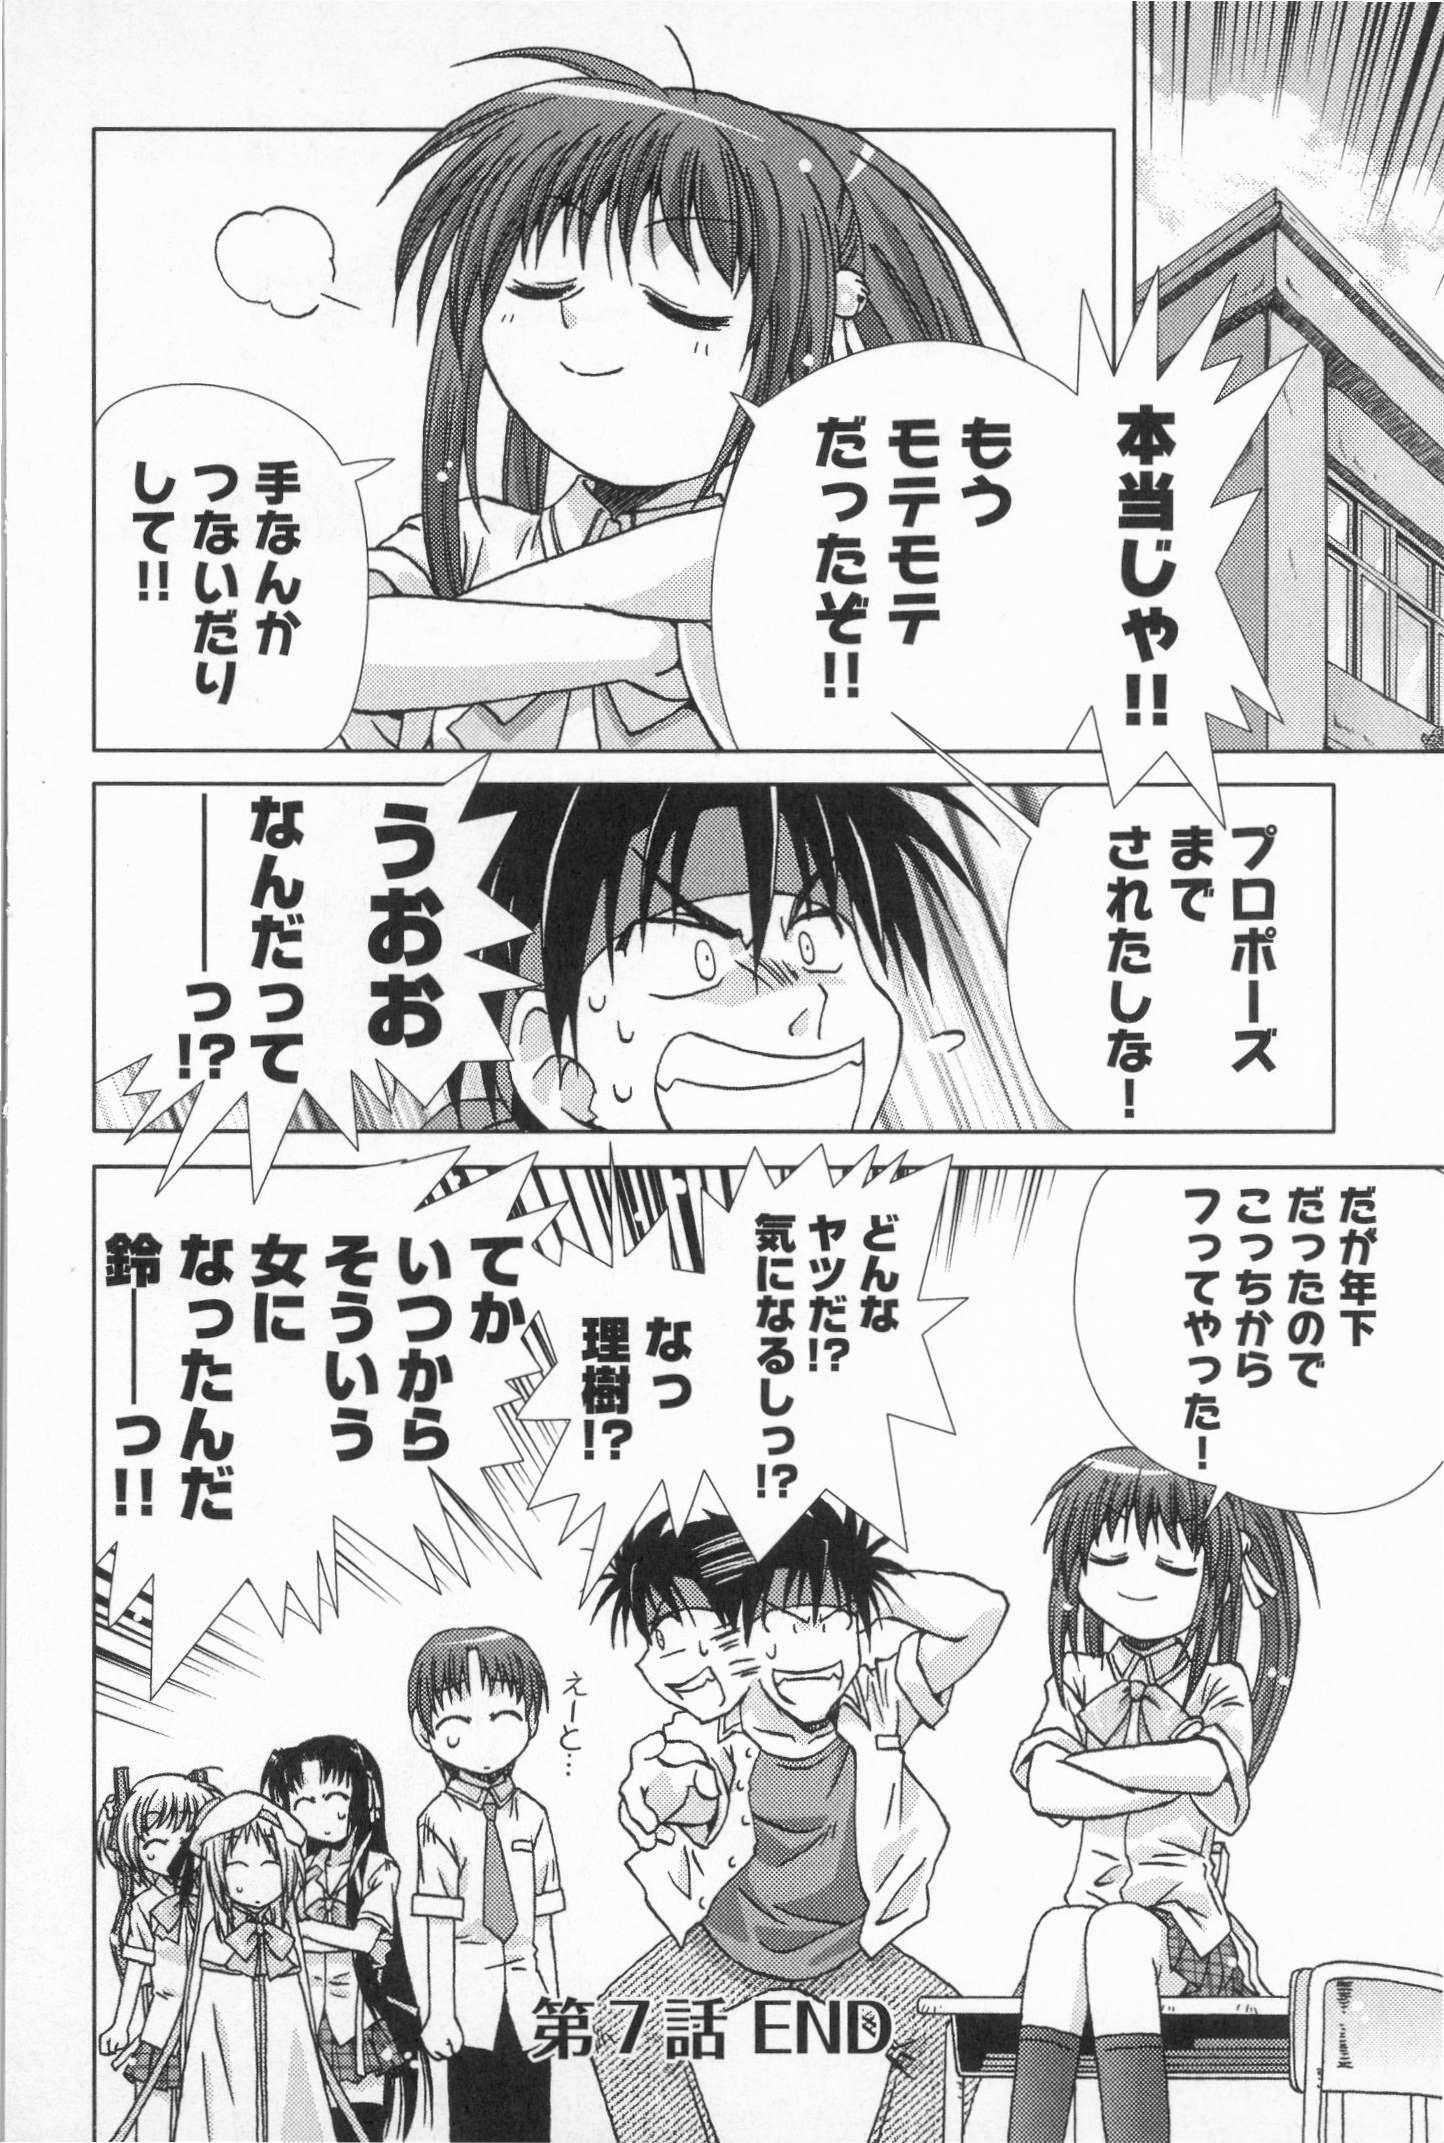 本当じゃ!!
もう
モテモテ
だったぞ!!
手なんか
つないだり
して!!
プロポーズ
まで
されたしな!
うおお
なんだって
――っ!?
だが年下
だったので
こっちから
フってやった!
どんな
ヤツだ!?
気になるしっ!?
なっ
理樹!?
てか
いつから
そういう
女に
なったんだ
鈴――っ!!
えーと…
第7話 END